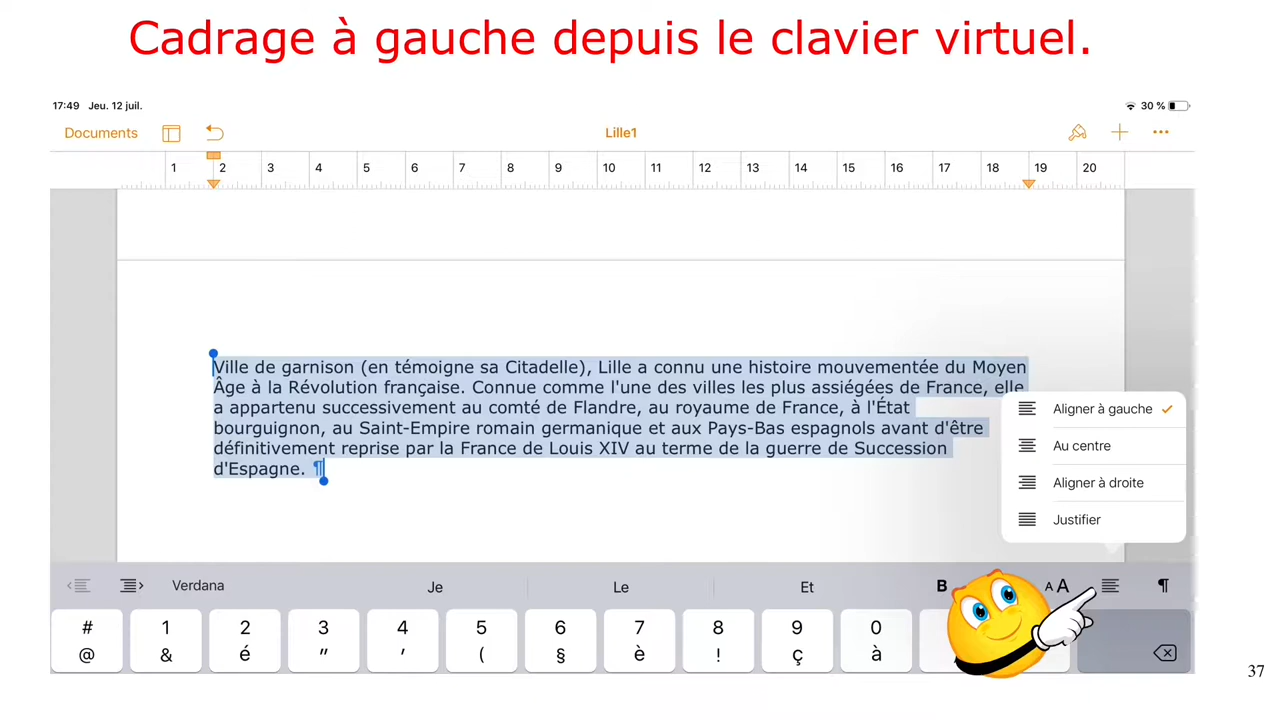 Cadrage à gauche depuis le clavier virtuel.
17:49 Jeu. 12 juil.
30 %
Documents
Lille1
1 2 3 4 5 6 7 8 9 10 11 12 13 14 15 16 17 18 19 20
Ville de garnison (en témoigne sa Citadelle), Lille a connu une histoire mouvementée du Moyen
Âge à la Révolution française. Connue comme l'une des villes les plus assiégées de France, elle
a appartenu successivement au comté de Flandre, au royaume de France, à l'État
bourguignon, au Saint-Empire romain germanique et aux Pays-Bas espagnols avant d'être
définitivement reprise par la France de Louis XIV au terme de la guerre de Succession
d'Espagne. ¶
Aligner à gauche ✓
Au centre
Aligner à droite
Justifier
Verdana Je Le Et B AA ¶
# 1 2 3 4 5 6 7 8 9 0
@ & é " ' ( § è ! ç à
37